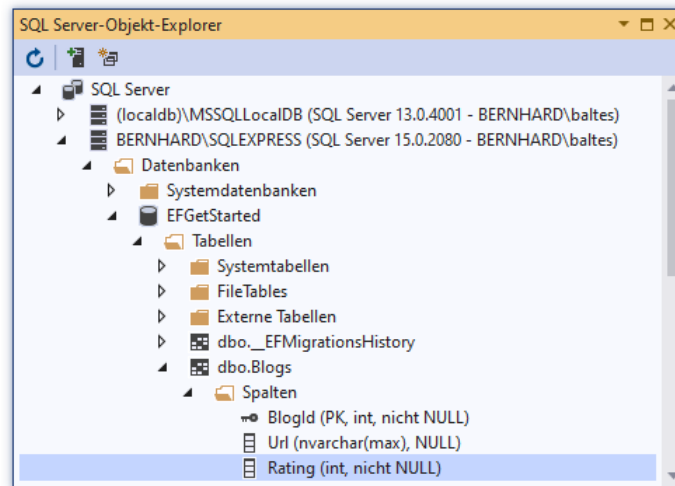 SQL Server-Objekt-Explorer
SQL Server
(localdb)\MSSQLLocalDB (SQL Server 13.0.4001 - BERNHARD\baltes)
BERNHARD\SQLEXPRESS (SQL Server 15.0.2080 - BERNHARD\baltes)
Datenbanken
Systemdatenbanken
EFGetStarted
Tabellen
Systemtabellen
FileTables
Externe Tabellen
dbo.__EFMigrationsHistory
dbo.Blogs
Spalten
BlogId (PK, int, nicht NULL)
Url (nvarchar(max), NULL)
Rating (int, nicht NULL)